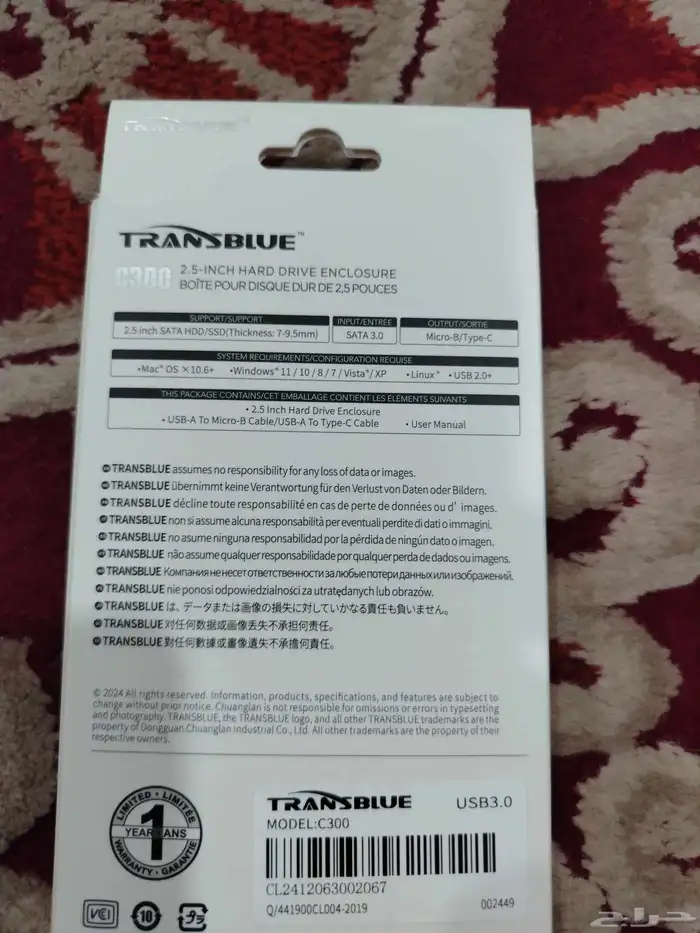 TRANSBLUE™
C300 2.5-INCH HARD DRIVE ENCLOSURE
BOÎTE POUR DISQUE DUR DE 2,5 POUCES
SUPPORT/SUPPORT
2.5 inch SATA HDD/SSD(Thickness: 7-9.5mm)
INPUT/ENTRÉE
SATA 3.0
OUTPUT/SORTIE
Micro-B/Type-C
SYSTEM REQUIREMENTS/CONFIGURATION REQUISE
•Mac® OS X10.6+ •Windows® 11 / 10 / 8 / 7 / Vista®/ XP •Linux® •USB 2.0+
THIS PACKAGE CONTAINS/CET EMBALLAGE CONTIENT LES ÉLÉMENTS SUIVANTS
• 2.5 Inch Hard Drive Enclosure
• USB-A To Micro-B Cable/USB-A To Type-C Cable • User Manual
TRANSBLUE assumes no responsibility for any loss of data or images.
TRANSBLUE übernimmt keine Verantwortung für den Verlust von Daten oder Bildern.
TRANSBLUE décline toute responsabilité en cas de perte de données ou d' images.
TRANSBLUE non si assume alcuna responsabilità per eventuali perdite di dati o immagini.
TRANSBLUE no asume ninguna responsabilidad por la pérdida de ningún dato o imagen.
TRANSBLUE não assume qualquer responsabilidade por qualquer perda de dados ou imagens.
TRANSBLUE Компания не несет ответственности за любые потери данных или изображений.
TRANSBLUE nie ponosi odpowiedzialności za utratędanych lub obrazów.
TRANSBLUE は、データまたは画像の損失に対していかなる責任も負いません。
TRANSBLUE 对任何数据或画像丢失不承担何责任。
TRANSBLUE 對任何數據或畫像遺失不承擔何責任。
© 2024 All rights reserved. Information, products, specifications, and features are subject to
change without prior notice. Chuanglan is not responsible for omissions or errors in typesetting
and photography. TRANSBLUE, the TRANSBLUE logo, and all other TRANSBLUE trademarks are the
property of Dongguan Chuanglan Industrial Co., Ltd. All other trademarks are the property of their
respective owners.
LIMITED • LIMITÉE
1
YEAR ANS
WARRANTY • GARANTIE
VCCI
10
TRANSBLUE USB3.0
MODEL:C300
CL2412063002067
Q/441900CL004-2019 002449
حراج